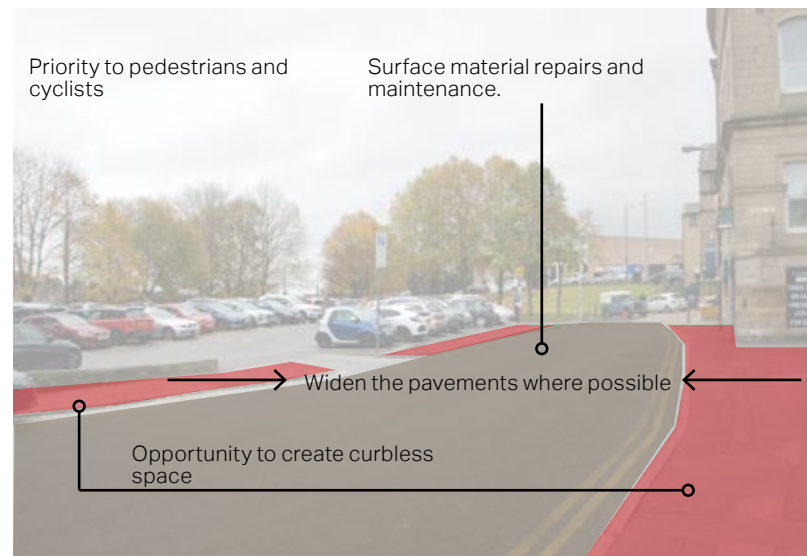 Priority to pedestrians and
cyclists
Surface material repairs and
maintenance.
Widen the pavements where possible
Opportunity to create curbless
space